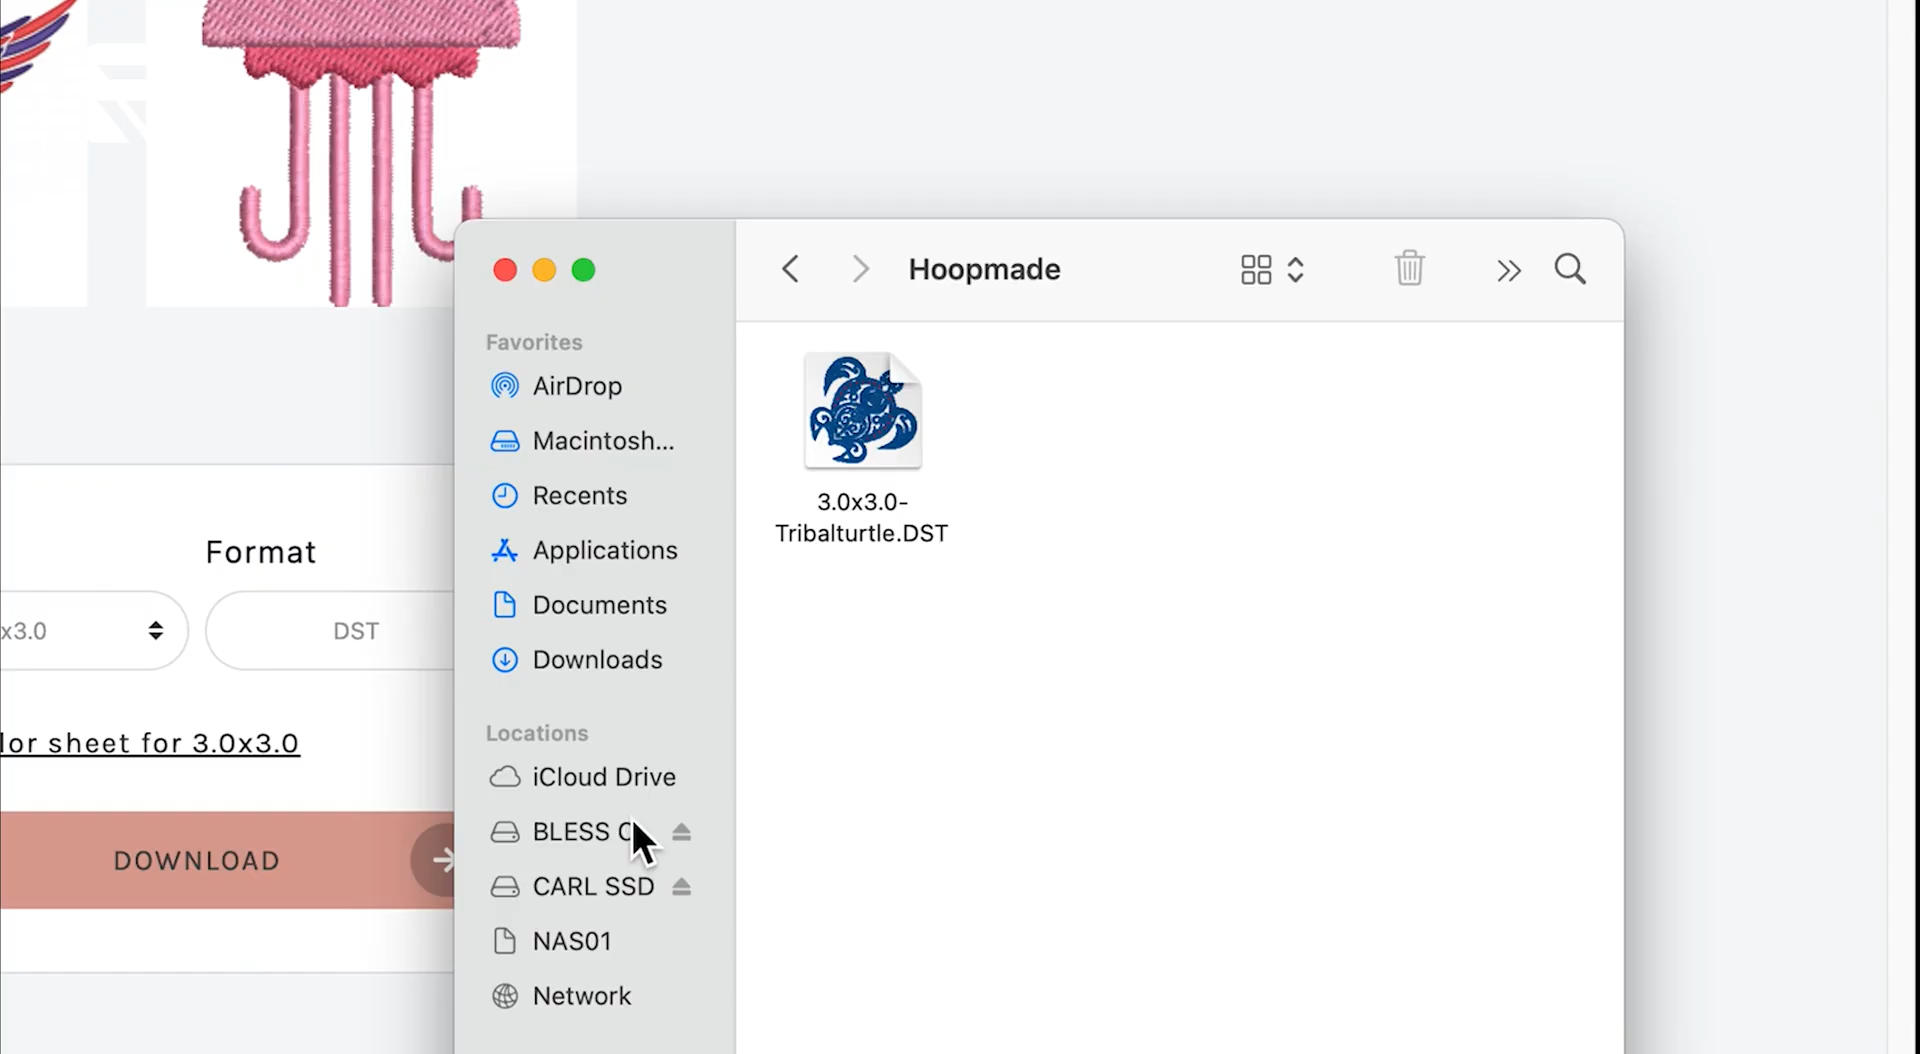 Hoopmade
Favorites
AirDrop
Macintosh...
Recents
Applications
Documents
Downloads
Locations
iCloud Drive
BLESS
CARL SSD
NAS01
Network
3.0x3.0-
Tribalturtle.DST
Format
x3.0
DST
lor sheet for 3.0x3.0
DOWNLOAD